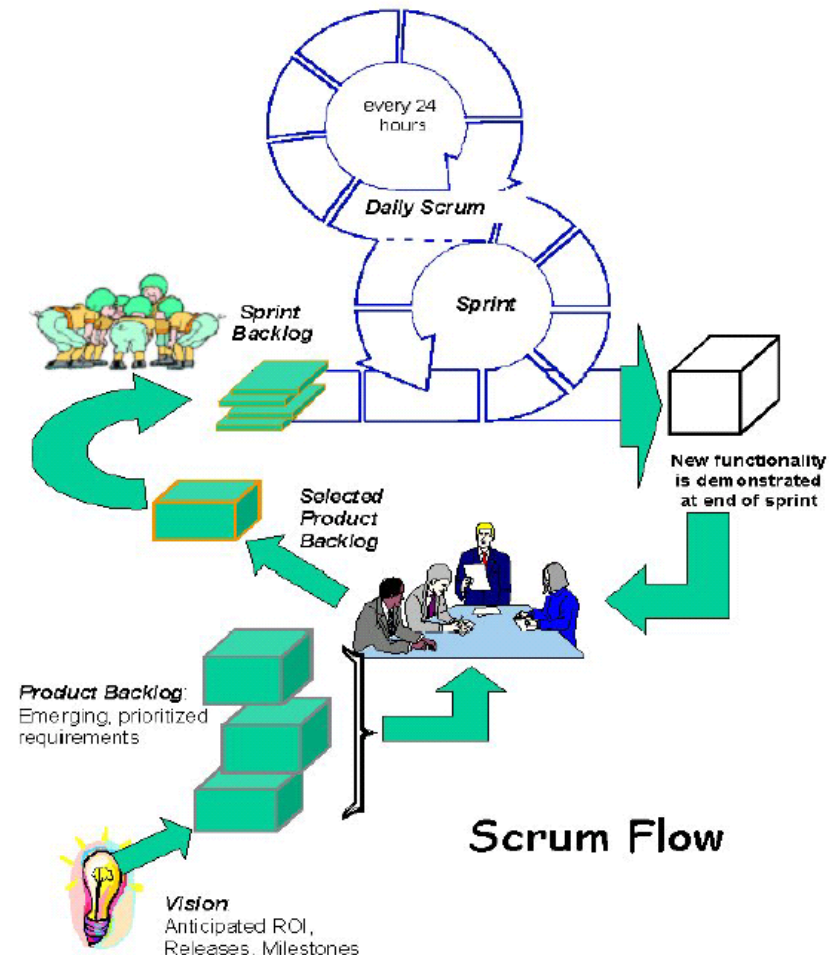 every 24
hours
Daily Scrum
Sprint
Sprint
Backlog
New functionality
is demonstrated
at end of sprint
Selected
Product
Backlog
Product Backlog:
Emerging, prioritized
requirements
Scrum Flow
Vision
Anticipated ROI,
Releases, Milestones